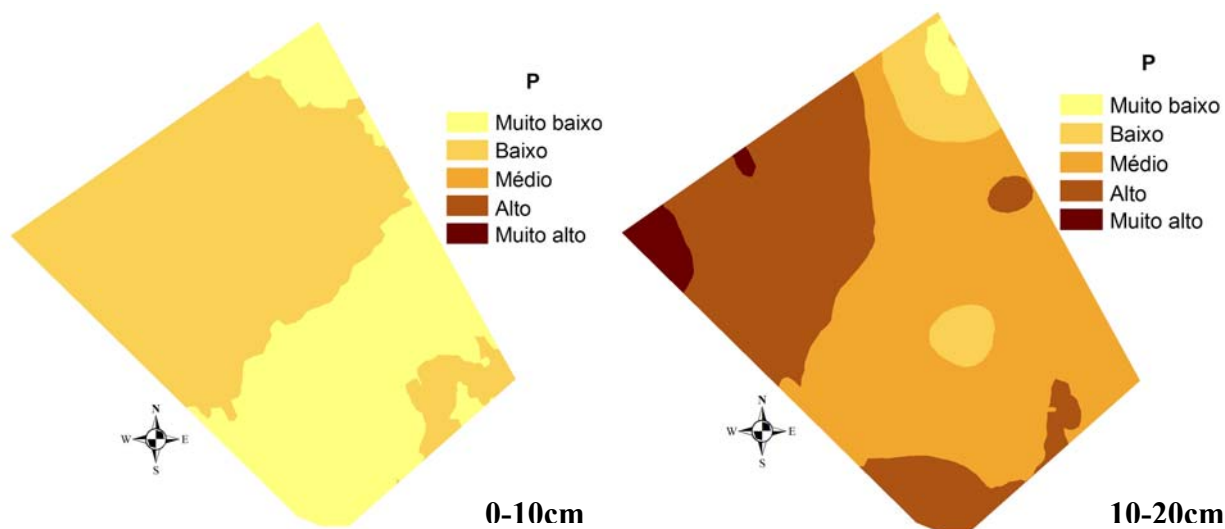 P
Muito baixo
Baixo
Médio
Alto
Muito alto
N
W E
S
0-10cm
P
Muito baixo
Baixo
Médio
Alto
Muito alto
N
W E
S
10-20cm